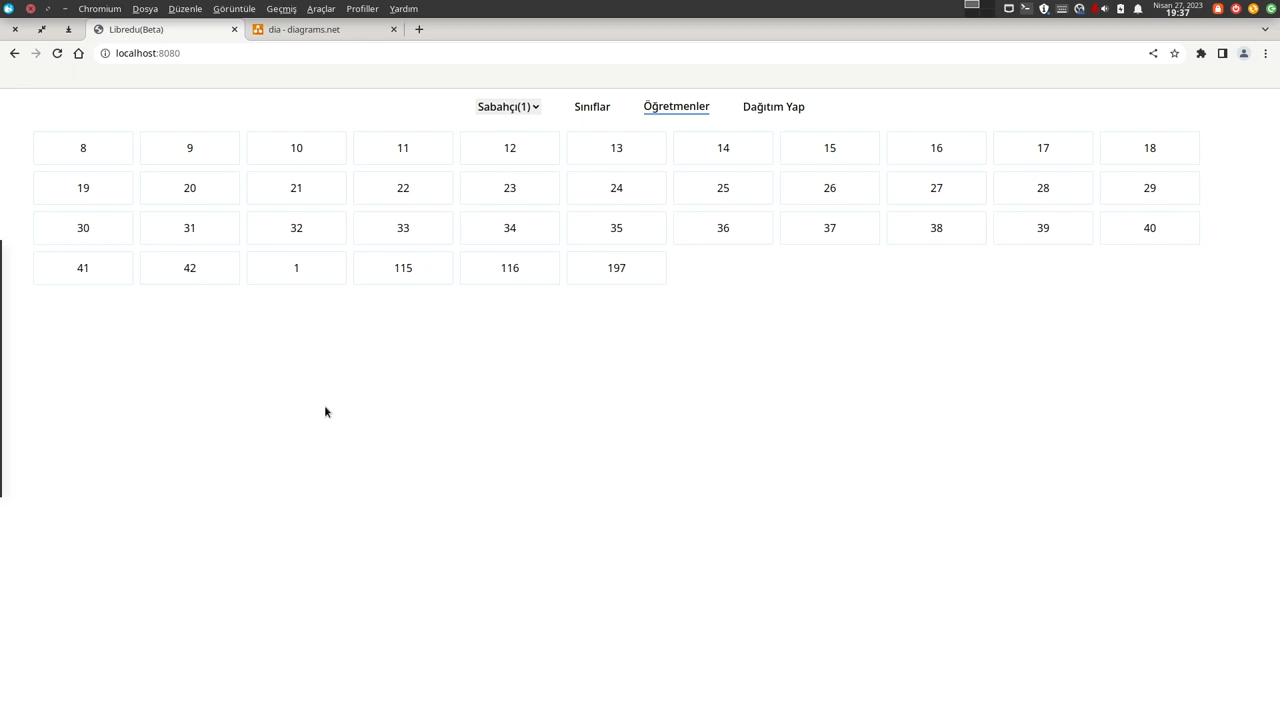 Chromium Dosya Düzenle Görüntüle Geçmiş Araçlar Profiller Yardım
Nisan 27, 2023
19:37
Libredu(Beta)
dia - diagrams.net
localhost:8080
Sabahçı(1) Sınıflar Öğretmenler Dağıtım Yap
8 9 10 11 12 13 14 15 16 17 18
19 20 21 22 23 24 25 26 27 28 29
30 31 32 33 34 35 36 37 38 39 40
41 42 1 115 116 197